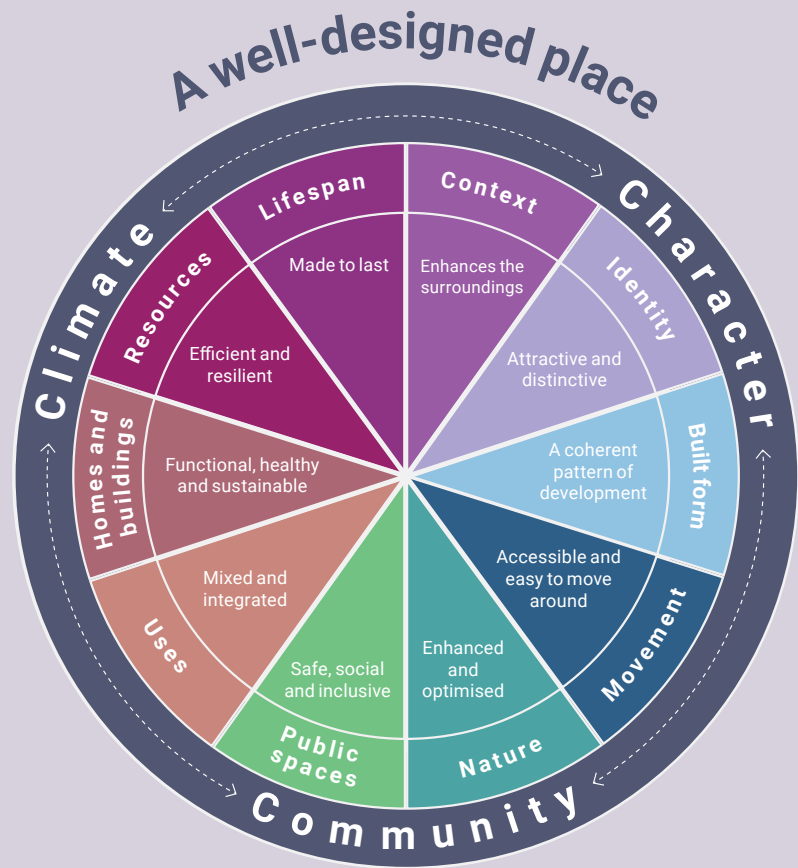 A well-designed place
Climate
Character
Community
Context
Enhances the
surroundings
Identity
Attractive and
distinctive
Built form
A coherent
pattern of
development
Movement
Accessible and
easy to move
around
Nature
Enhanced
and
optimised
Public
spaces
Safe, social
and inclusive
Uses
Mixed and
integrated
Homes and
buildings
Functional, healthy
and sustainable
Resources
Efficient and
resilient
Lifespan
Made to last